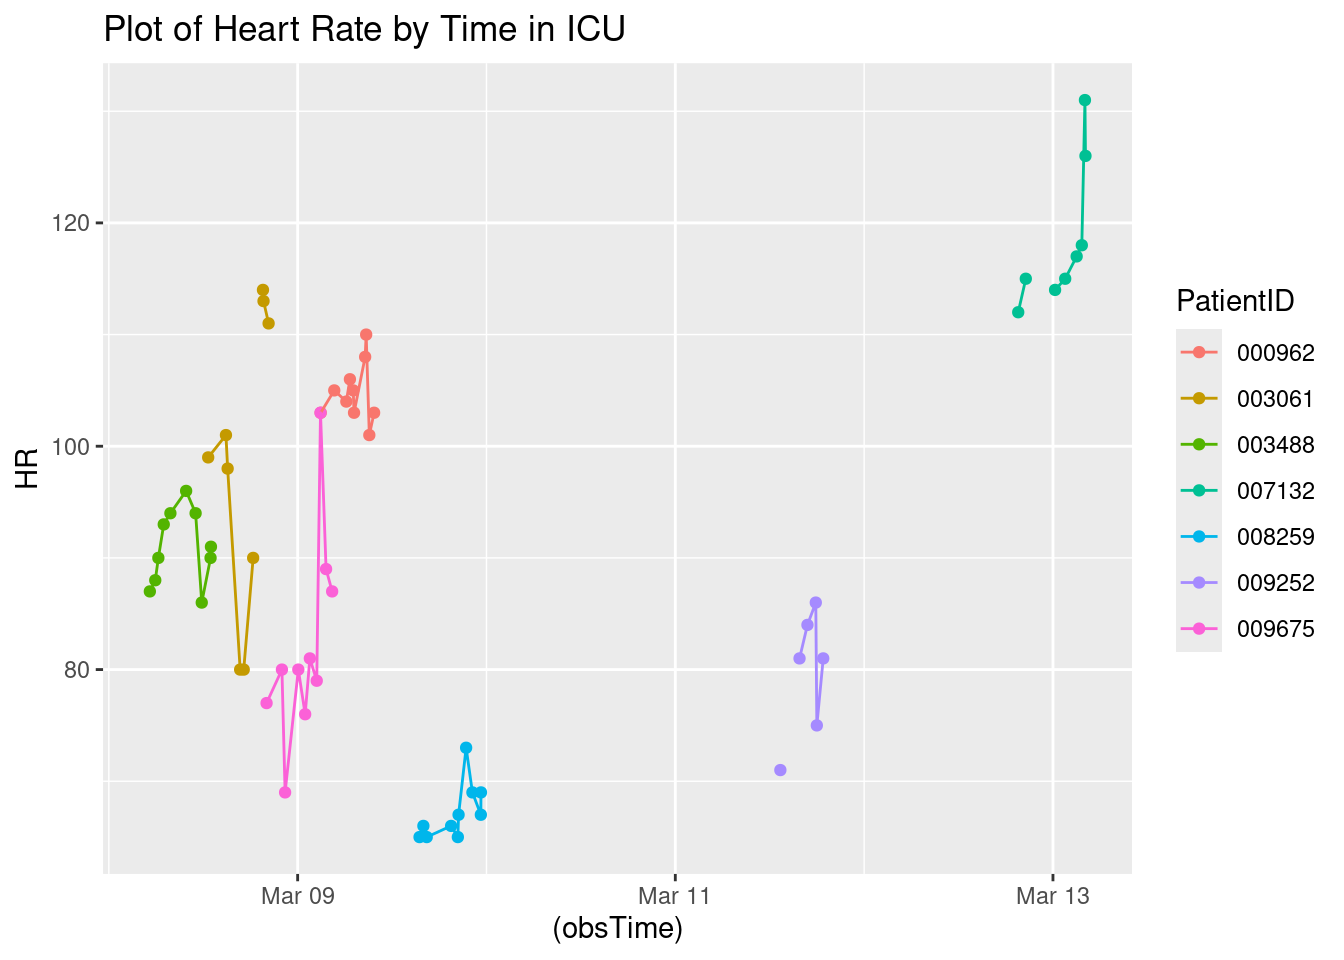 Plot of Heart Rate by Time in ICU
HR
120
100
80
Mar 09
Mar 11
Mar 13
(obsTime)
PatientID
000962
003061
003488
007132
008259
009252
009675